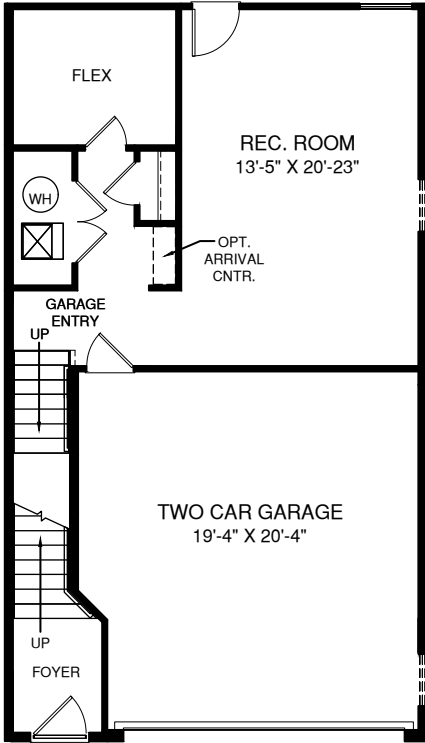 FLEX
REC. ROOM
13'-5" X 20'-23"
WH
OPT.
ARRIVAL
CNTR.
GARAGE
ENTRY
UP
TWO CAR GARAGE
19'-4" X 20'-4"
UP
FOYER